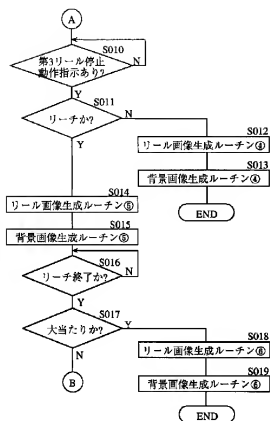 A
S010
第3リール停止
動作指示あり?
N
Y
S011
リーチか?
N
Y
S012
リール画像生成ルーチン④
S013
背景画像生成ルーチン④
END
S014
リール画像生成ルーチン⑤
S015
背景画像生成ルーチン⑤
S016
リーチ終了か?
N
Y
S017
大当たりか?
Y
N
S018
リール画像生成ルーチン⑥
S019
背景画像生成ルーチン⑥
B
END